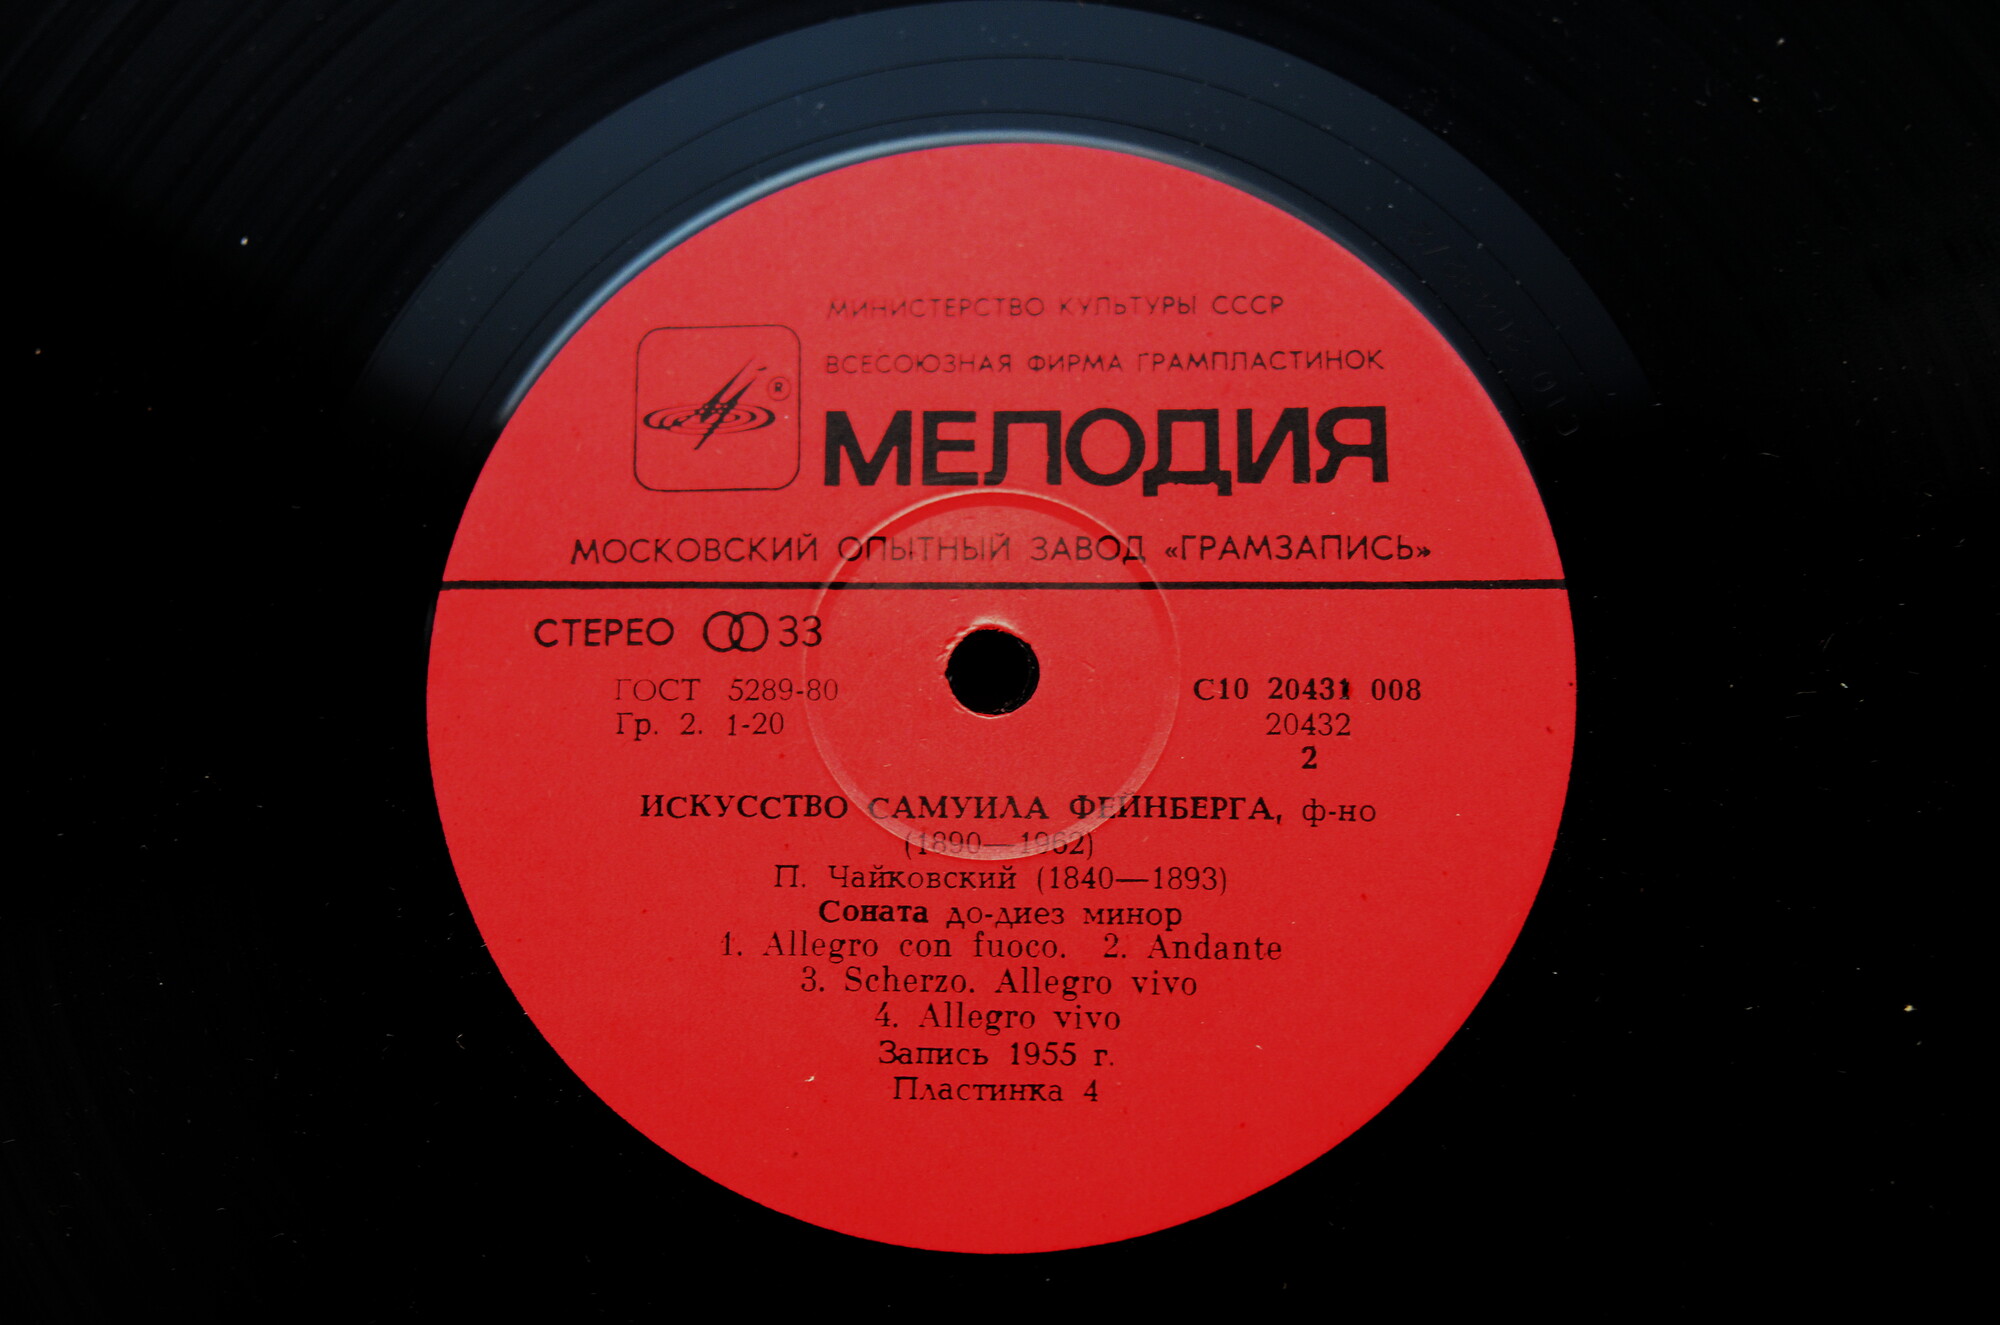 МИНИСТЕРСТВО КУЛЬТУРЫ СССР
ВСЕСОЮЗНАЯ ФИРМА ГРАМПЛАСТИНОК
®
МЕЛОДИЯ
МОСКОВСКИЙ ОПЫТНЫЙ ЗАВОД «ГРАМЗАПИСЬ»
СТЕРЕО 33
ГОСТ 5289-80
Гр. 2. 1-20
С10 20431 008
20432
2
ИСКУССТВО САМУИЛА ФЕИНБЕРГА, ф-но
(1890—1962)
П. Чайковский (1840—1893)
Соната до-диез минор
1. Allegro con fuoco. 2. Andante
3. Scherzo. Allegro vivo
4. Allegro vivo
Запись 1955 г.
Пластинка 4